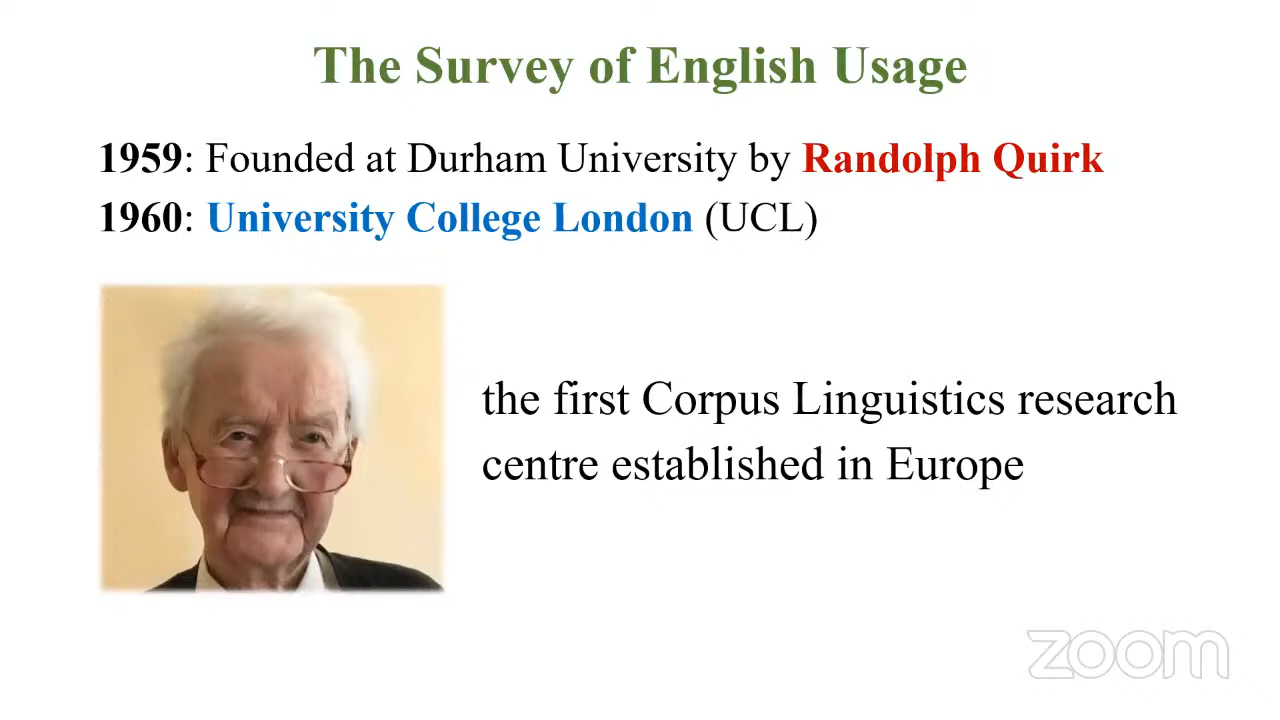 The Survey of English Usage
1959: Founded at Durham University by Randolph Quirk
1960: University College London (UCL)
the first Corpus Linguistics research
centre established in Europe
zoom